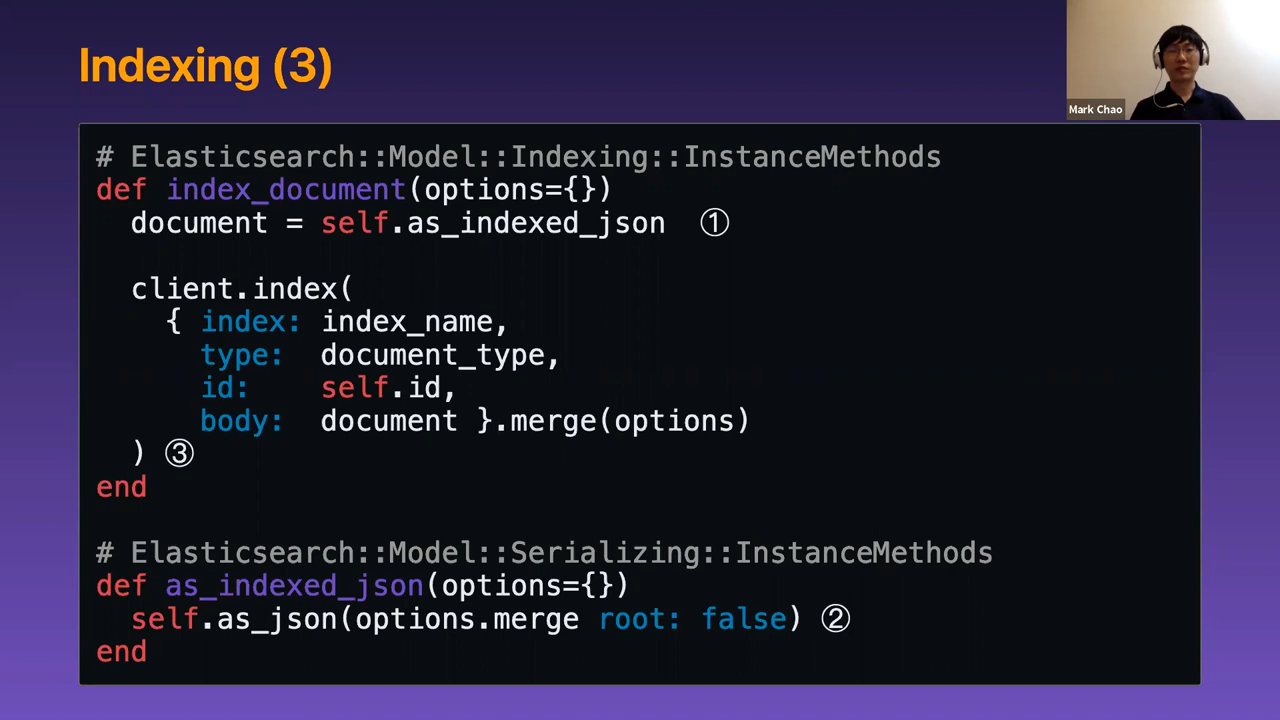 Indexing (3)
Mark Chao
# Elasticsearch::Model::Indexing::InstanceMethods
def index_document(options={})
  document = self.as_indexed_json  ①

  client.index(
    { index: index_name,
      type:  document_type,
      id:    self.id,
      body:  document }.merge(options)
  ) ③
end

# Elasticsearch::Model::Serializing::InstanceMethods
def as_indexed_json(options={})
  self.as_json(options.merge root: false) ②
end